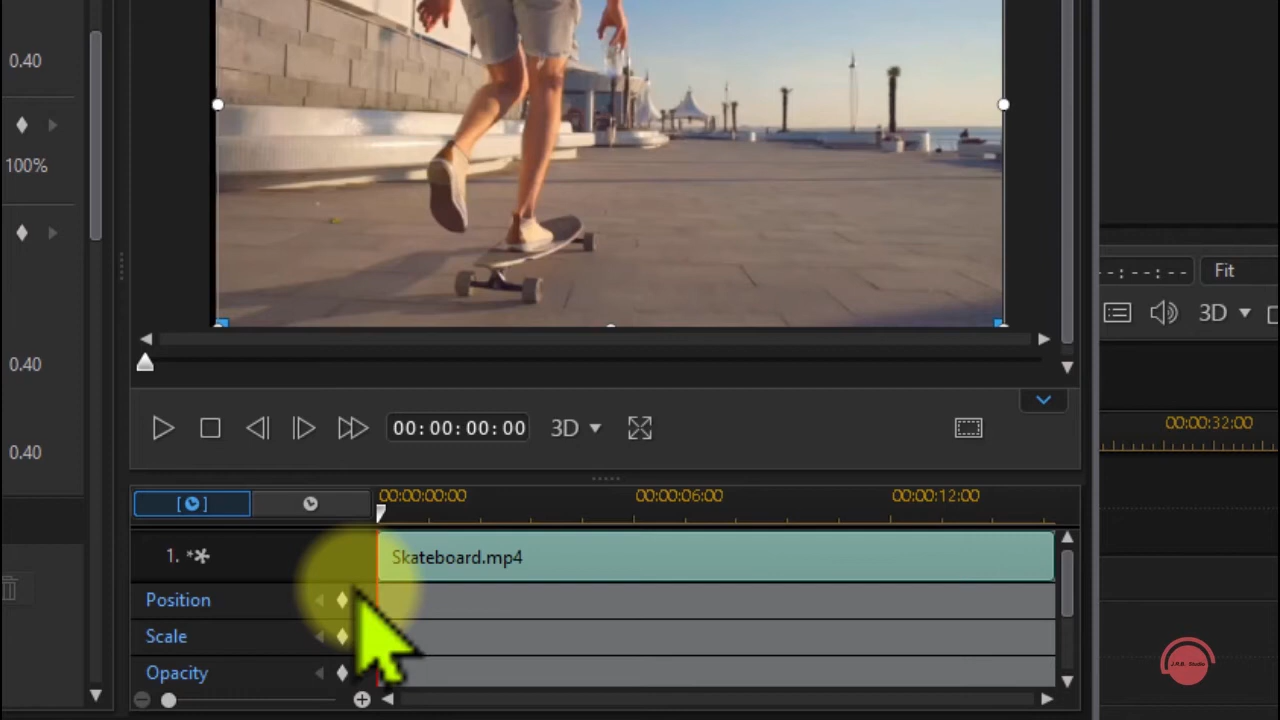 0.40
100%
0.40
0.40
--:--:-- Fit
3D
00:00:00:00 3D
00:00:32:00
00:00:00:00 00:00:06:00 00:00:12:00
1. Skateboard.mp4
Position
Scale
Opacity
J.R.B. Studio